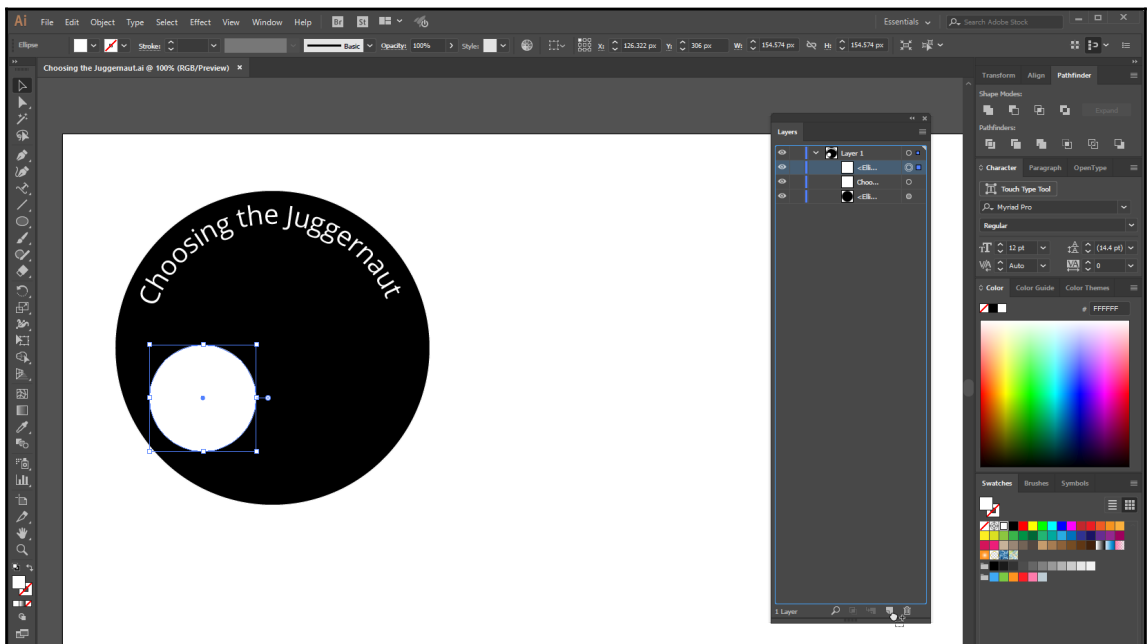 Ai File Edit Object Type Select Effect View Window Help Br St Essentials Search Adobe Stock
Ellipse Stroke: Basic Opacity: 100% Style: X: 126.322 px Y: 306 px W: 154.574 px H: 154.574 px
Choosing the Juggernaut.ai @ 100% (RGB/Preview) ×
Transform Align Pathfinder
Shape Modes:
Expand
Pathfinders:
Layers
Layer 1
<Elli...
Choo...
<Elli...
1 Layer
Choosing the Juggernaut
Character Paragraph OpenType
Touch Type Tool
Myriad Pro
Regular
12 pt (14.4 pt)
Auto 0
Color Color Guide Color Themes
# FFFFFF
Swatches Brushes Symbols